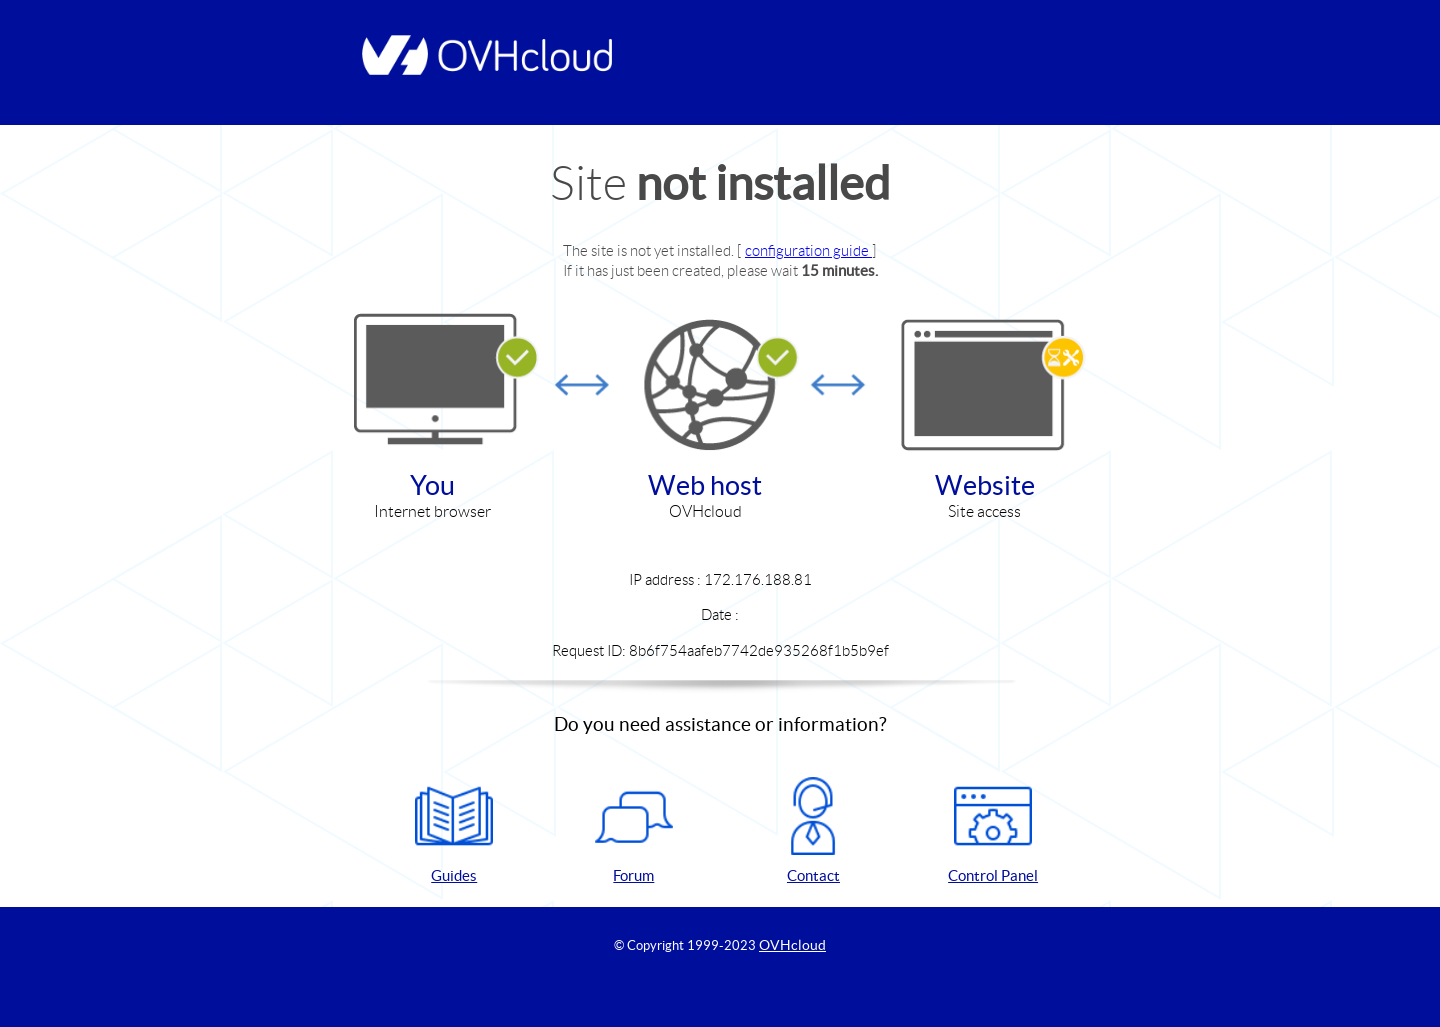 OVHcloud
Site not installed
The site is not yet installed. [ configuration guide ]
If it has just been created, please wait 15 minutes.
You
Internet browser
Web host
OVHcloud
Website
Site access
IP address : 172.176.188.81
Date :
Request ID: 8b6f754aafeb7742de935268f1b5b9ef
Do you need assistance or information?
Guides
Forum
Contact
Control Panel
© Copyright 1999-2023 OVHcloud